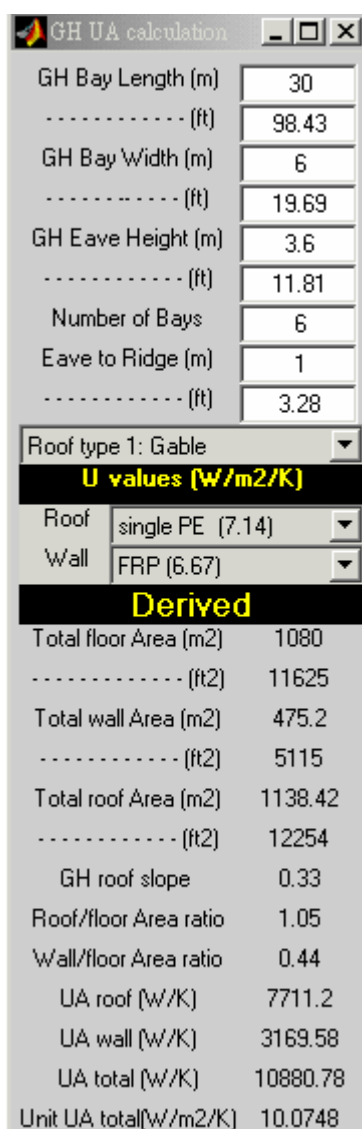 GH UA calculation
GH Bay Length (m) 30
- - - - - - - - - - - - (ft) 98.43
GH Bay Width (m) 6
- - - - - - - - - - - - (ft) 19.69
GH Eave Height (m) 3.6
- - - - - - - - - - - - (ft) 11.81
Number of Bays 6
Eave to Ridge (m) 1
- - - - - - - - - - - - (ft) 3.28
Roof type 1: Gable
U values (W/m2/K)
Roof single PE (7.14)
Wall FRP (6.67)
Derived
Total floor Area (m2) 1080
- - - - - - - - - - - - - (ft2) 11625
Total wall Area (m2) 475.2
- - - - - - - - - - - - (ft2) 5115
Total roof Area (m2) 1138.42
- - - - - - - - - - - - (ft2) 12254
GH roof slope 0.33
Roof/floor Area ratio 1.05
Wall/floor Area ratio 0.44
UA roof (W/K) 7711.2
UA wall (W/K) 3169.58
UA total (W/K) 10880.78
Unit UA total(W/m2/K) 10.0748